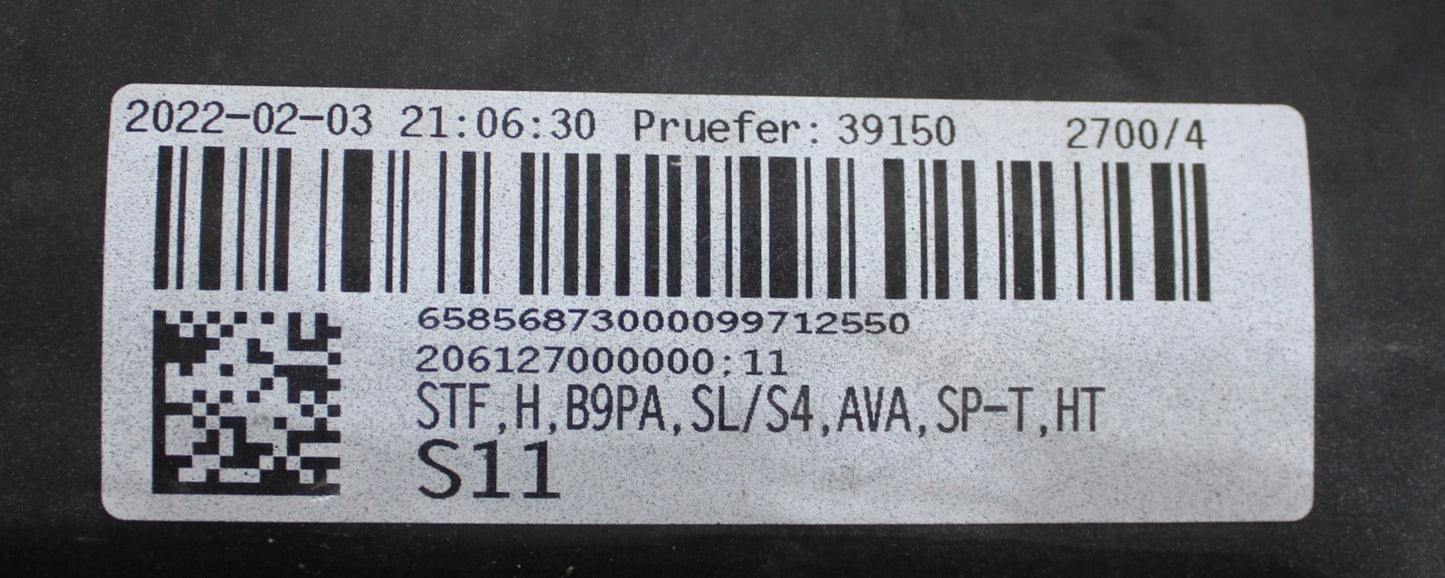 2022-02-03 21:06:30 Pruefer: 39150 2700/4
65856873000099712550
206127000000;11
STF,H,B9PA,SL/S4,AVA,SP-T,HT
S11